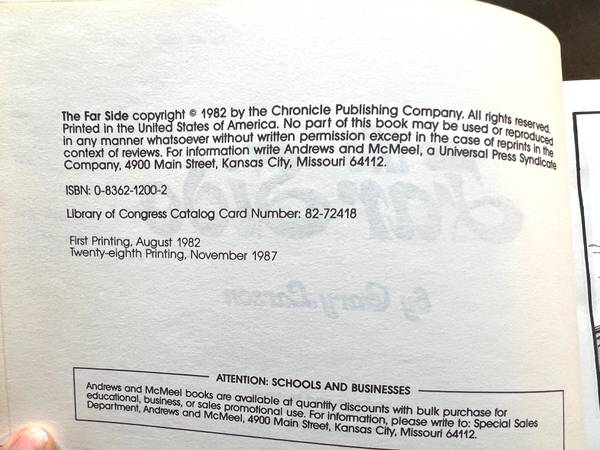 The Far Side copyright © 1982 by the Chronicle Publishing Company. All rights reserved.
Printed in the United States of America. No part of this book may be used or reproduced
in any manner whatsoever without written permission except in the case of reprints in the
context of reviews. For information write Andrews and McMeel, a Universal Press Syndicate
Company, 4900 Main Street, Kansas City, Missouri 64112.
ISBN: 0-8362-1200-2
Library of Congress Catalog Card Number: 82-72418
First Printing, August 1982
Twenty-eighth Printing, November 1987
ATTENTION: SCHOOLS AND BUSINESSES
Andrews and McMeel books are available at quantity discounts with bulk purchase for
educational, business, or sales promotional use. For information, please write to: Special Sales
Department, Andrews and McMeel, 4900 Main Street, Kansas City, Missouri 64112.